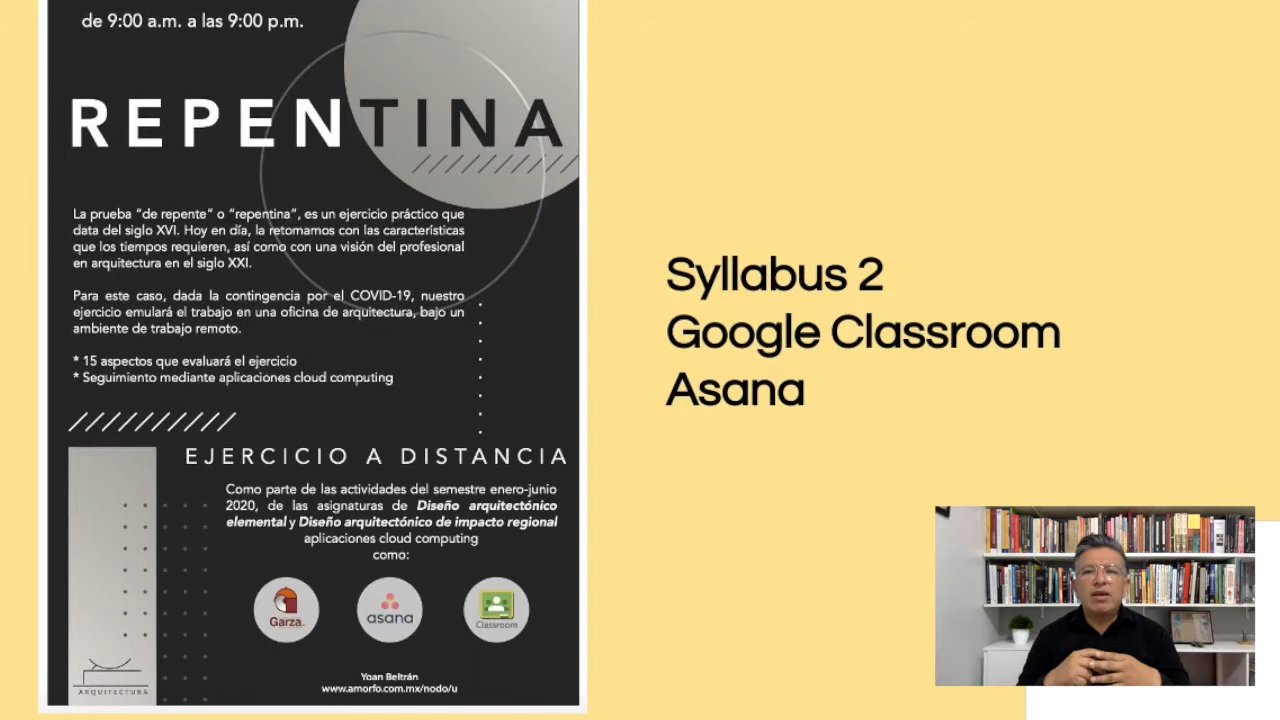 de 9:00 a.m. a las 9:00 p.m.
REPENTINA
La prueba "de repente" o "repentina", es un ejercicio práctico que
data del siglo XVI. Hoy en día, la retomamos con las características
que los tiempos requieren, así como con una visión del profesional
en arquitectura en el siglo XXI.
Para este caso, dada la contingencia por el COVID-19, nuestro
ejercicio emulará el trabajo en una oficina de arquitectura, bajo un
ambiente de trabajo remoto.
* 15 aspectos que evaluará el ejercicio
* Seguimiento mediante aplicaciones cloud computing
EJERCICIO A DISTANCIA
Como parte de las actividades del semestre enero-junio
2020, de las asignaturas de Diseño arquitectónico
elemental y Diseño arquitectónico de impacto regional
aplicaciones cloud computing
como:
Garza.
asana
Classroom
ARQUITECTURA
Yoan Beltrán
www.amorfo.com.mx/nodo/u
Syllabus 2
Google Classroom
Asana